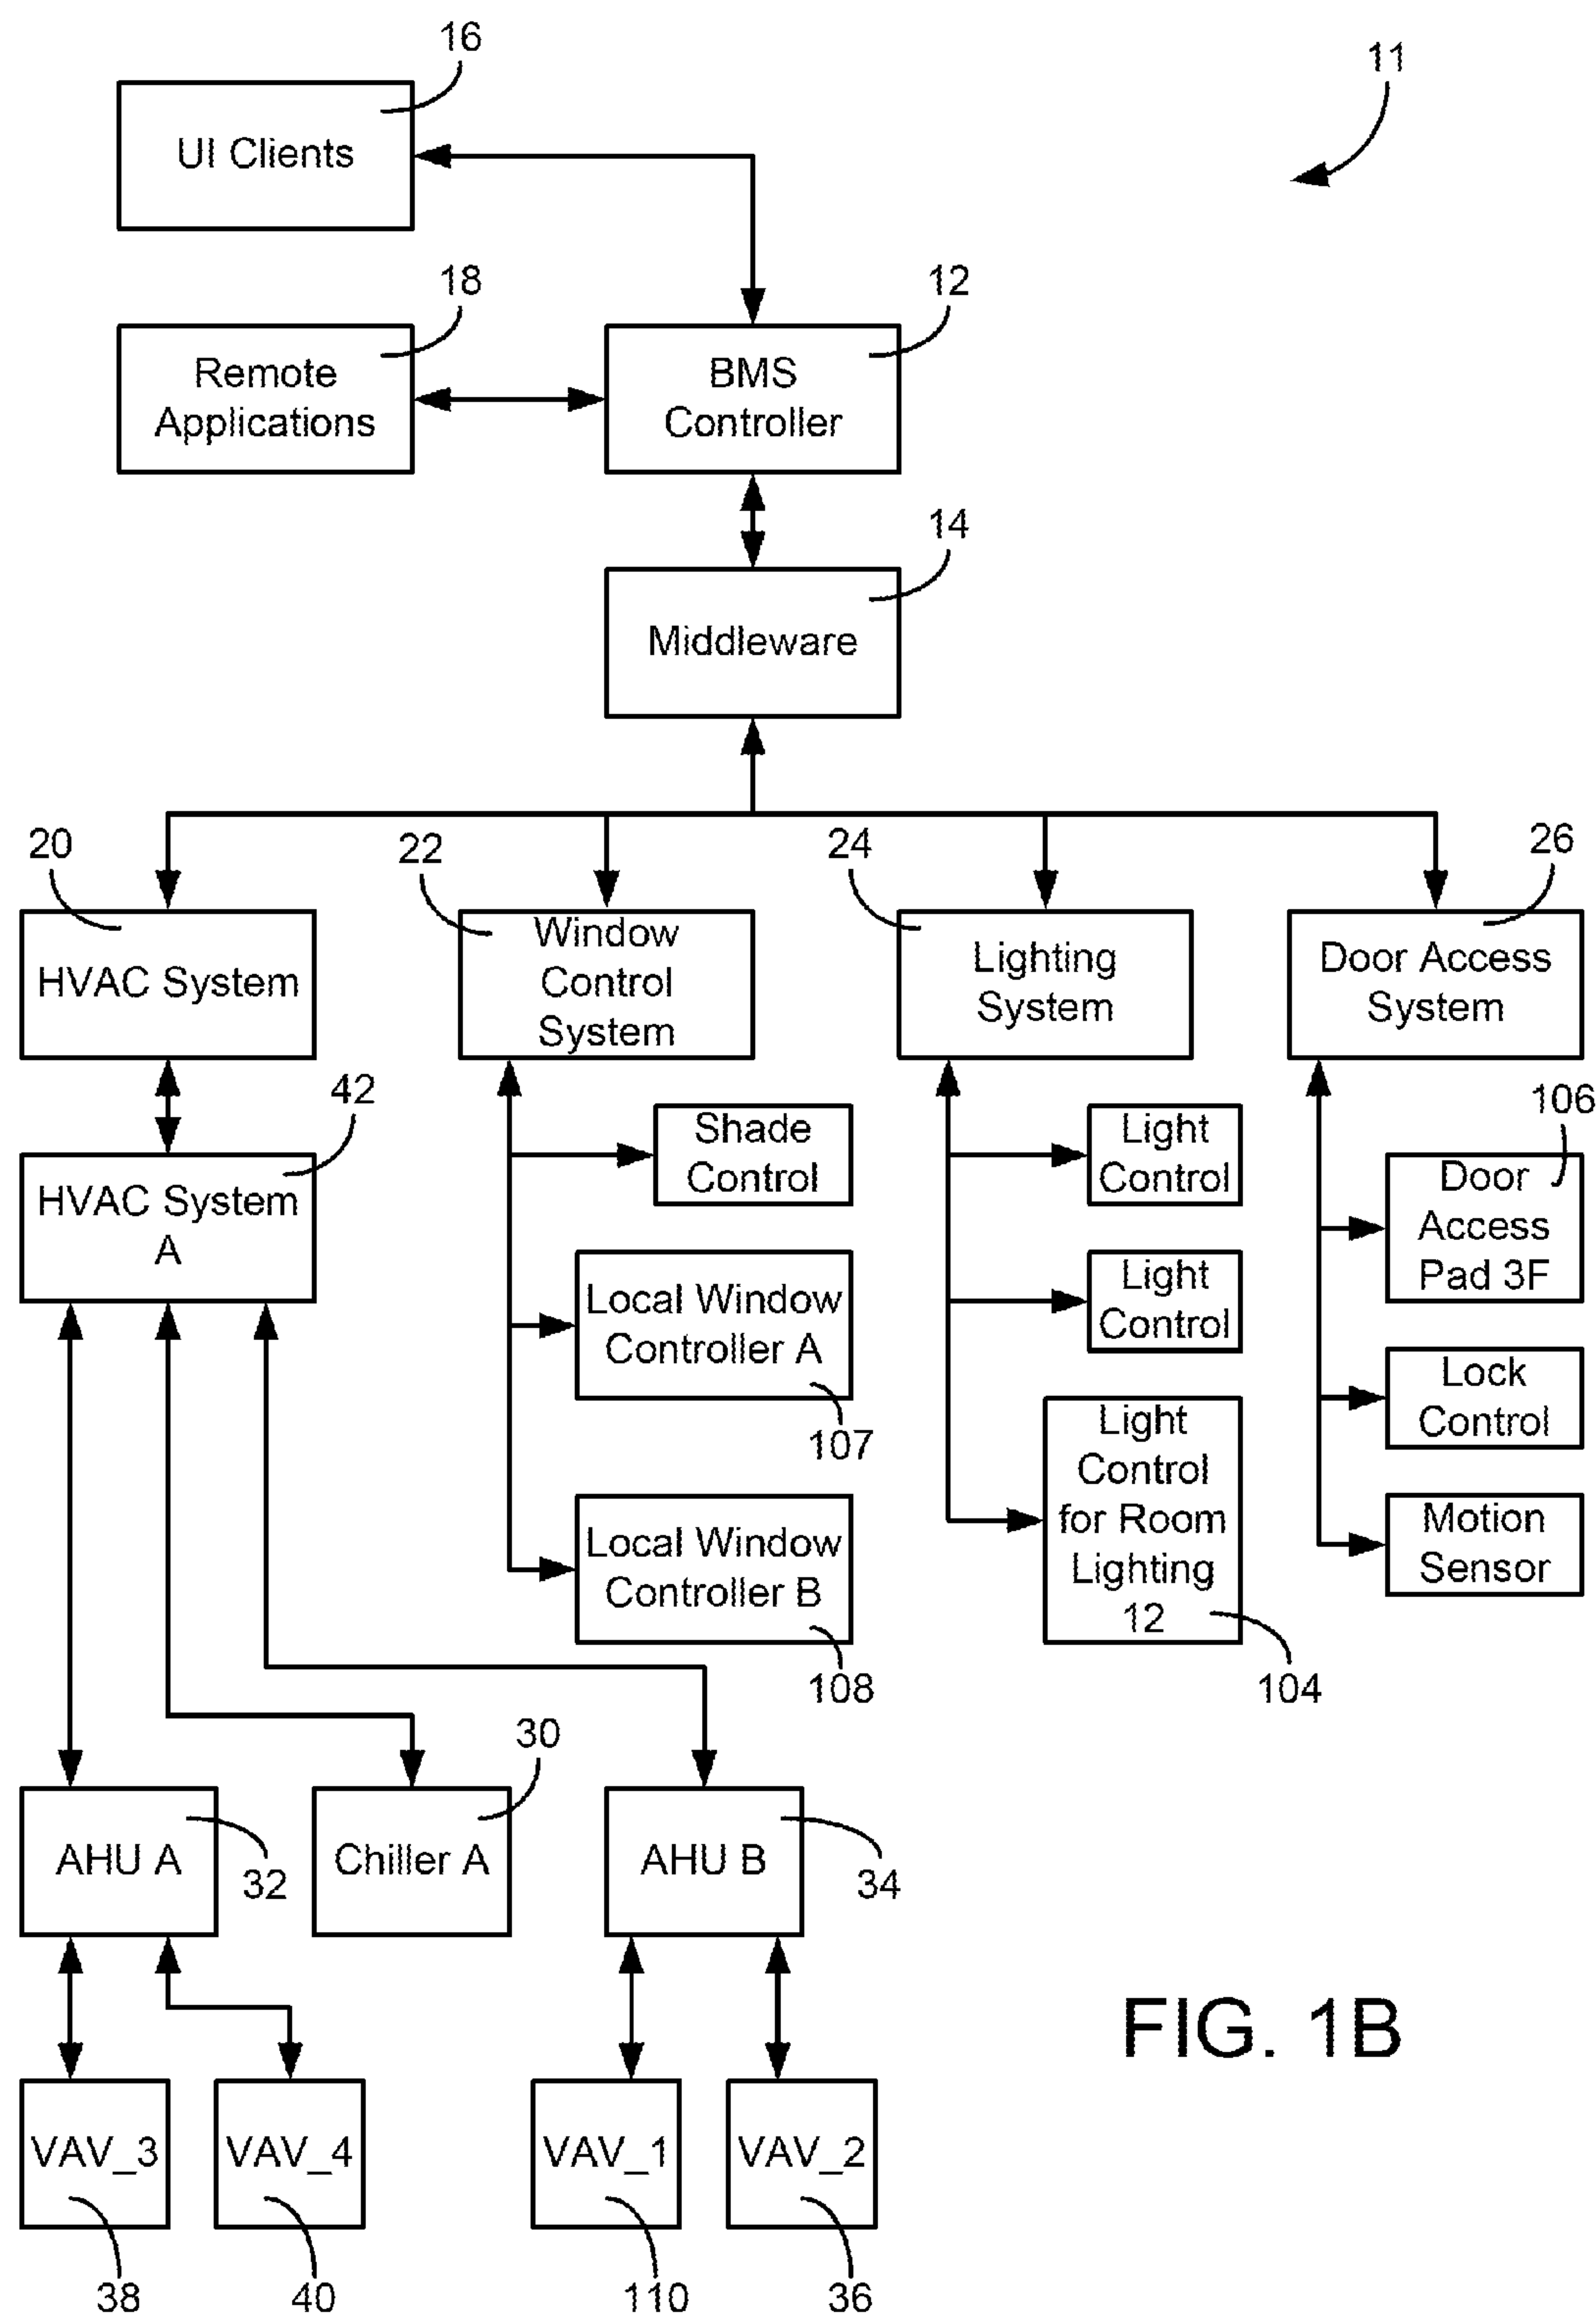 16
11
UI Clients
18
12
Remote
Applications
BMS
Controller
14
Middleware
20
22
24
26
HVAC System
Window
Control
System
Lighting
System
Door Access
System
42
106
HVAC System
A
Shade
Control
Local Window
Controller A
107
Local Window
Controller B
108
Light
Control
Light
Control
Light
Control
for Room
Lighting
12
104
Door
Access
Pad 3F
Lock
Control
Motion
Sensor
30
AHU A
32
Chiller A
AHU B
34
VAV_3
VAV_4
VAV_1
VAV_2
38
40
110
36
FIG. 1B